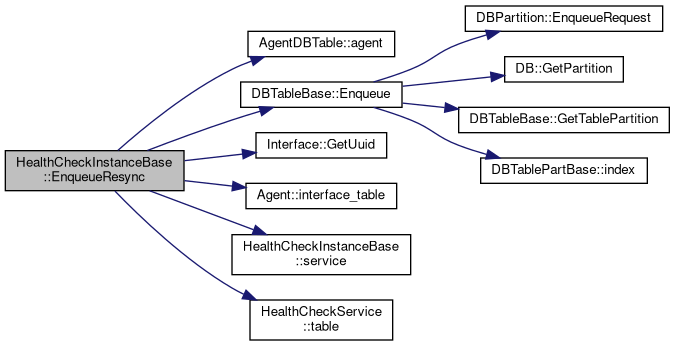 HealthCheckInstanceBase
::EnqueueResync
AgentDBTable::agent
DBTableBase::Enqueue
DBPartition::EnqueueRequest
DB::GetPartition
DBTableBase::GetTablePartition
DBTablePartBase::index
Interface::GetUuid
Agent::interface_table
HealthCheckInstanceBase
::service
HealthCheckService
::table